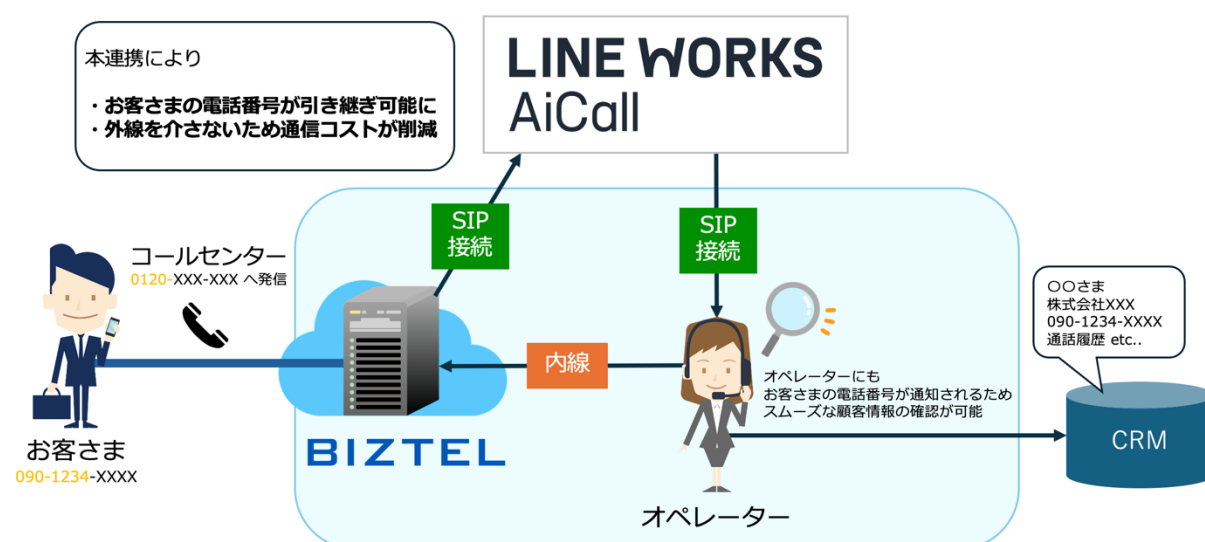 本連携により
・お客さまの電話番号が引き継ぎ可能に
・外線を介さないため通信コストが削減
LINE WORKS
AiCall
SIP
接続
SIP
接続
コールセンター
0120-XXX-XXX へ発信
お客さま
090-1234-XXXX
BIZTEL
内線
オペレーターにも
お客さまの電話番号が通知されるため
スムーズな顧客情報の確認が可能
オペレーター
〇〇さま
株式会社XXX
090-1234-XXXX
通話履歴 etc..
CRM